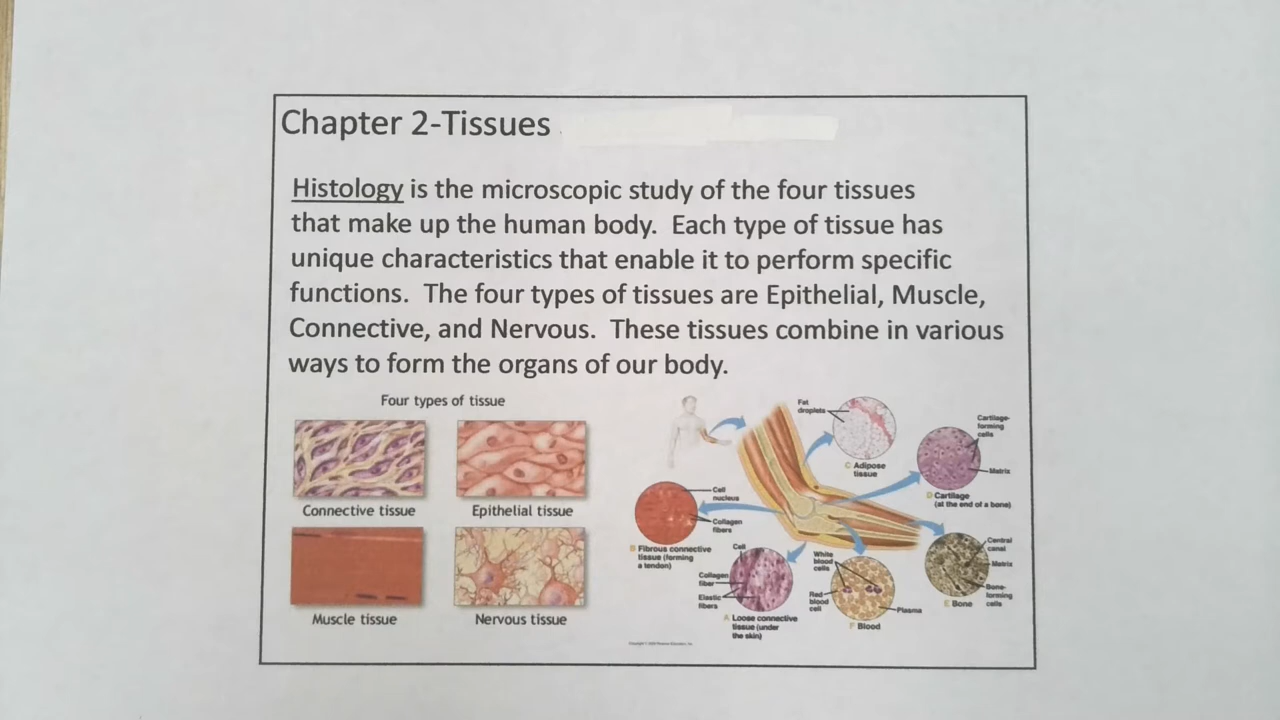 Chapter 2-Tissues
Histology is the microscopic study of the four tissues
that make up the human body. Each type of tissue has
unique characteristics that enable it to perform specific
functions. The four types of tissues are Epithelial, Muscle,
Connective, and Nervous. These tissues combine in various
ways to form the organs of our body.
Four types of tissue
Connective tissue
Epithelial tissue
Muscle tissue
Nervous tissue
Fat
droplets
C Adipose
tissue
Cartilage-
forming
cells
Matrix
D Cartilage
(at the end of a bone)
Cell
nucleus
Collagen
fibers
B Fibrous connective
tissue (forming
a tendon)
Cell
Collagen
fiber
Elastic
fibers
A Loose connective
tissue (under
the skin)
White
blood
cells
Red
blood
cell
Plasma
F Blood
Central
canal
Matrix
Bone-
forming
cells
E Bone